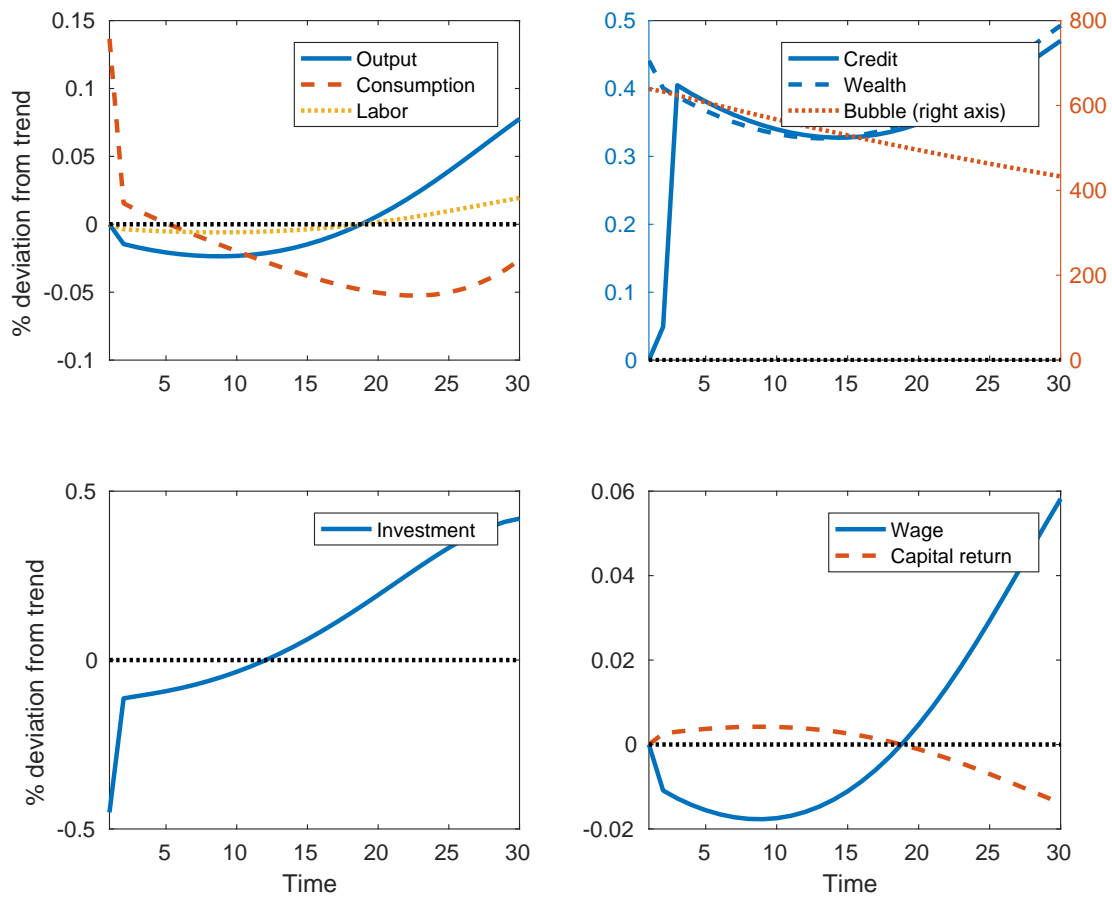 0.15
0.1
0.05
0
-0.05
-0.1
% deviation from trend
5 10 15 20 25 30
Output
Consumption
Labor
0.5
0.4
0.3
0.2
0.1
0
800
600
400
200
0
5 10 15 20 25 30
Credit
Wealth
Bubble (right axis)
0.5
0
-0.5
% deviation from trend
5 10 15 20 25 30
Time
Investment
0.06
0.04
0.02
0
-0.02
5 10 15 20 25 30
Time
Wage
Capital return